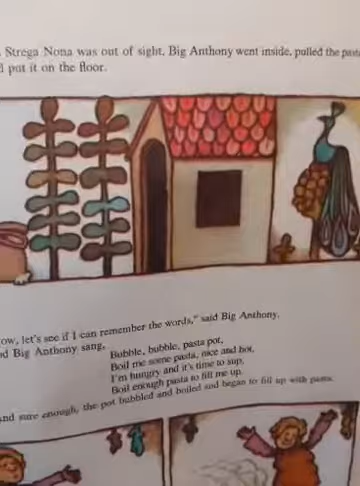 Strega Nona was out of sight, Big Anthony went inside, pulled the pasta
put it on the floor.
let's see if I can remember the words," said Big Anthony.
Big Anthony sang,
Bubble, bubble, pasta pot,
Boil me some pasta, nice and hot,
I'm hungry and it's time to sup,
Boil enough pasta to fill me up.
And sure enough, the pot bubbled and boiled and began to fill up with pasta.